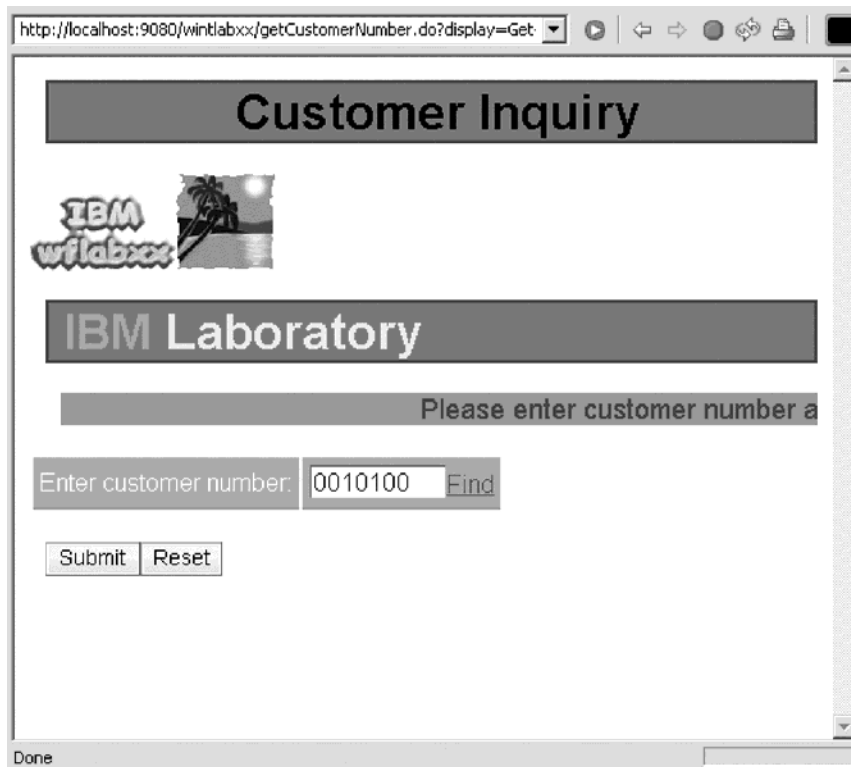 http://localhost:9080/wintlabxx/getCustomerNumber.do?display=Get-
Customer Inquiry
IBM
wflabxx
IBM Laboratory
Please enter customer number a
Enter customer number: 0010100 Find
Submit Reset
Done